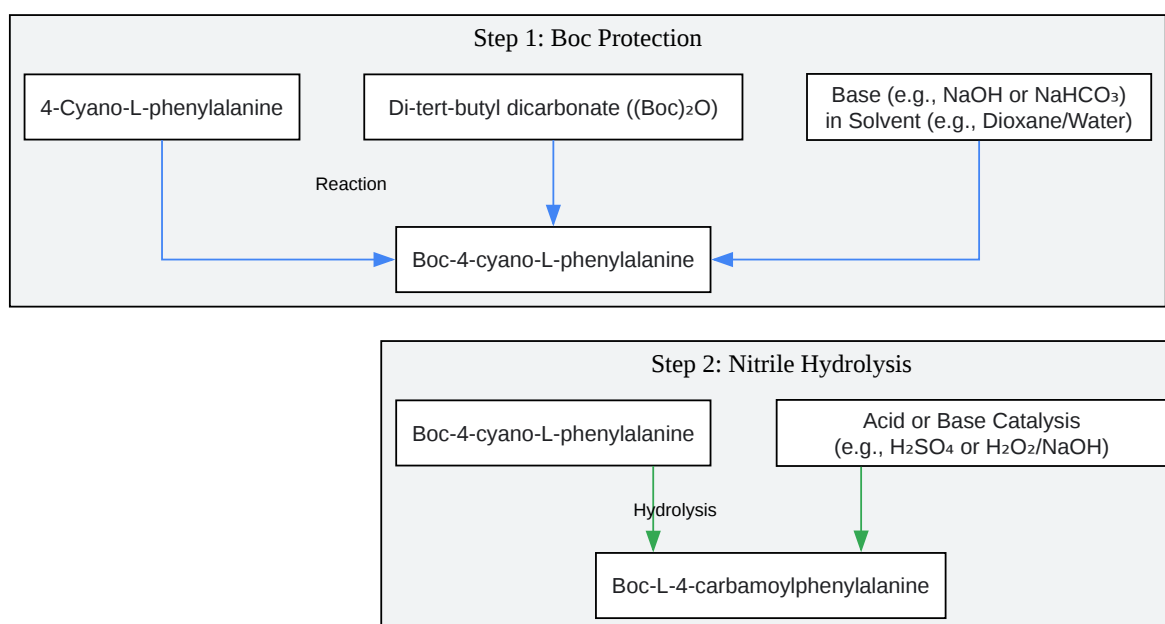 Step 1: Boc Protection
4-Cyano-L-phenylalanine
Di-tert-butyl dicarbonate ((Boc)₂O)
Base (e.g., NaOH or NaHCO₃)
in Solvent (e.g., Dioxane/Water)
Reaction
Boc-4-cyano-L-phenylalanine
Step 2: Nitrile Hydrolysis
Boc-4-cyano-L-phenylalanine
Acid or Base Catalysis
(e.g., H₂SO₄ or H₂O₂/NaOH)
Hydrolysis
Boc-L-4-carbamoylphenylalanine